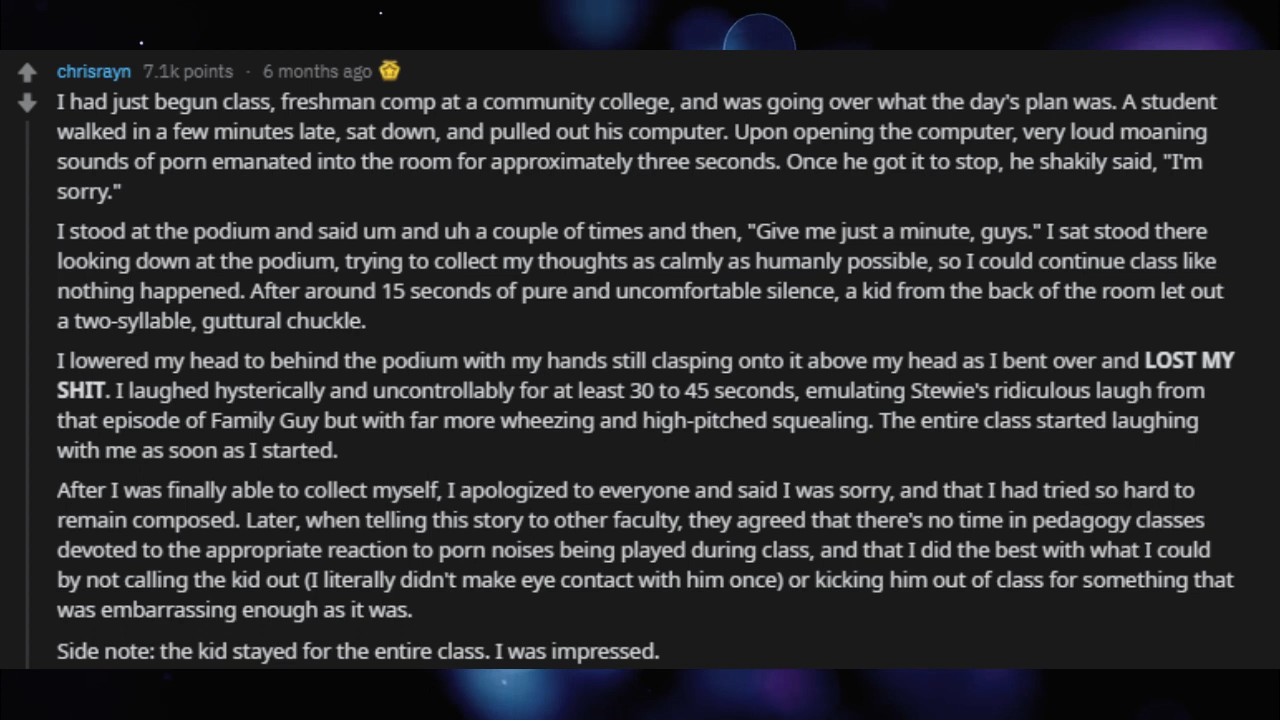 chrisrayn 7.1k points · 6 months ago
I had just begun class, freshman comp at a community college, and was going over what the day's plan was. A student
walked in a few minutes late, sat down, and pulled out his computer. Upon opening the computer, very loud moaning
sounds of porn emanated into the room for approximately three seconds. Once he got it to stop, he shakily said, "I'm
sorry."
I stood at the podium and said um and uh a couple of times and then, "Give me just a minute, guys." I sat stood there
looking down at the podium, trying to collect my thoughts as calmly as humanly possible, so I could continue class like
nothing happened. After around 15 seconds of pure and uncomfortable silence, a kid from the back of the room let out
a two-syllable, guttural chuckle.
I lowered my head to behind the podium with my hands still clasping onto it above my head as I bent over and LOST MY
SHIT. I laughed hysterically and uncontrollably for at least 30 to 45 seconds, emulating Stewie's ridiculous laugh from
that episode of Family Guy but with far more wheezing and high-pitched squealing. The entire class started laughing
with me as soon as I started.
After I was finally able to collect myself, I apologized to everyone and said I was sorry, and that I had tried so hard to
remain composed. Later, when telling this story to other faculty, they agreed that there's no time in pedagogy classes
devoted to the appropriate reaction to porn noises being played during class, and that I did the best with what I could
by not calling the kid out (I literally didn't make eye contact with him once) or kicking him out of class for something that
was embarrassing enough as it was.
Side note: the kid stayed for the entire class. I was impressed.